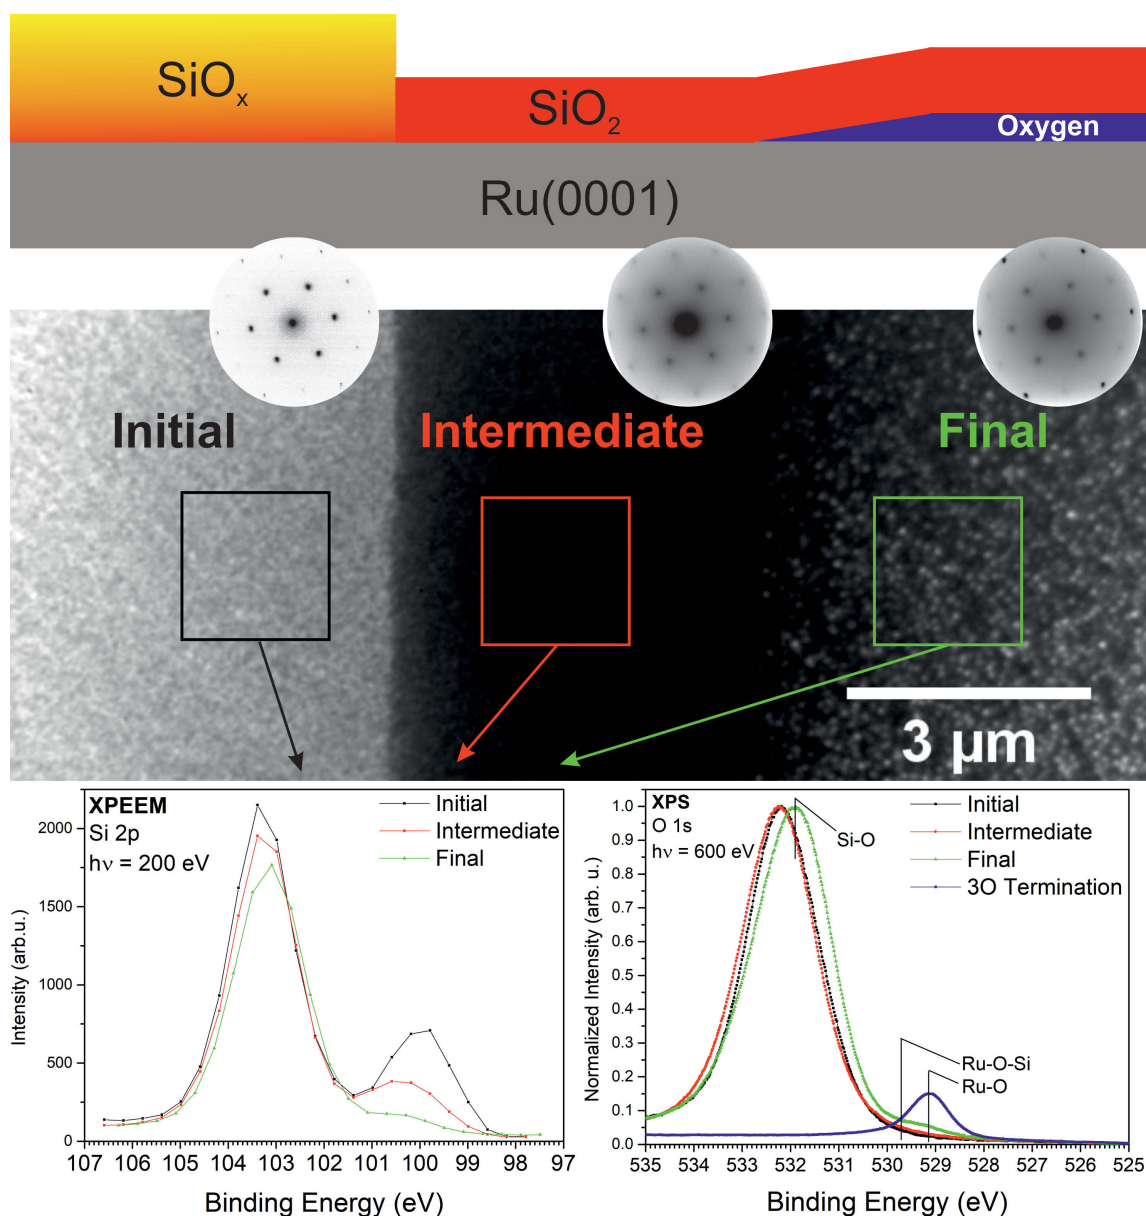 SiOx
SiO2
Oxygen
Ru(0001)
Initial
Intermediate
Final
3 µm
XPEEM
Si 2p
hν = 200 eV
Initial
Intermediate
Final
2000
1500
1000
500
0
Intensity (arb.u.)
107 106 105 104 103 102 101 100 99 98 97
Binding Energy (eV)
XPS
O 1s
hν = 600 eV
Si-O
Initial
Intermediate
Final
3O Termination
Ru-O-Si
Ru-O
1.0
0.9
0.8
0.7
0.6
0.5
0.4
0.3
0.2
0.1
0.0
Normalized Intensity (arb. u.)
535 534 533 532 531 530 529 528 527 526 525
Binding Energy (eV)